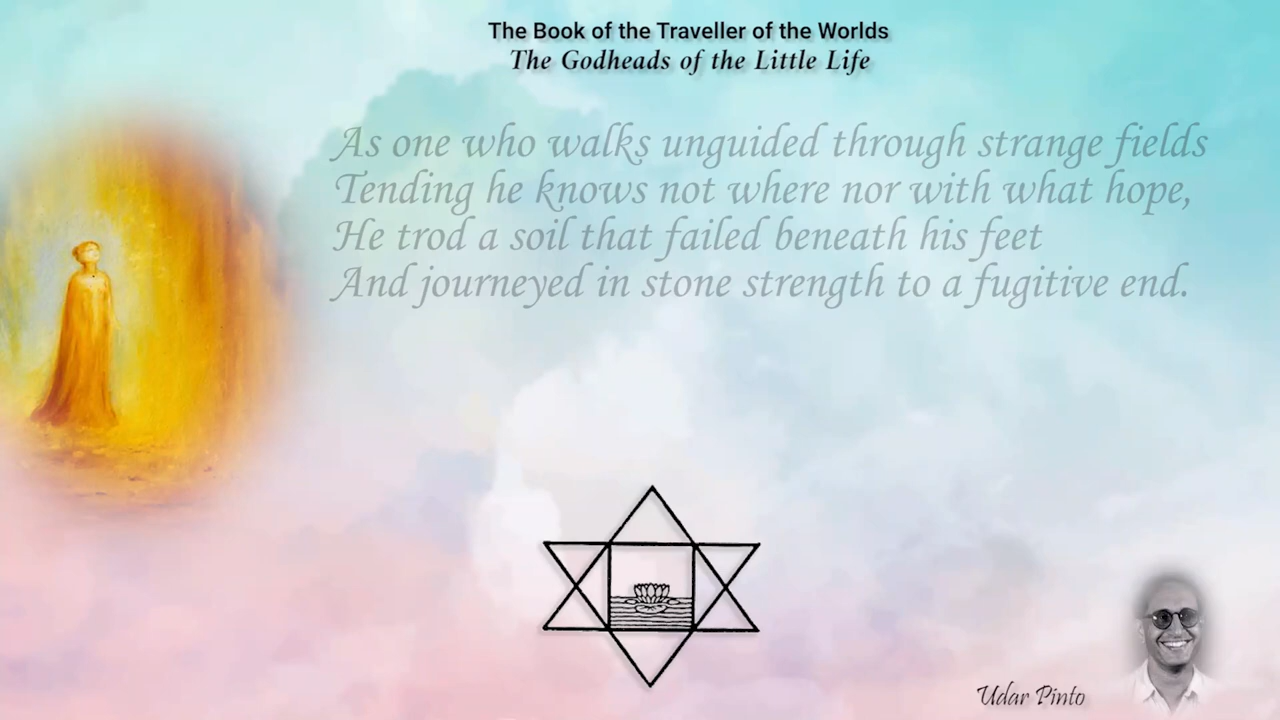 The Book of the Traveller of the Worlds
The Godheads of the Little Life
As one who walks unguided through strange fields
Tending he knows not where nor with what hope,
He trod a soil that failed beneath his feet
And journeyed in stone strength to a fugitive end.
Udar Pinto